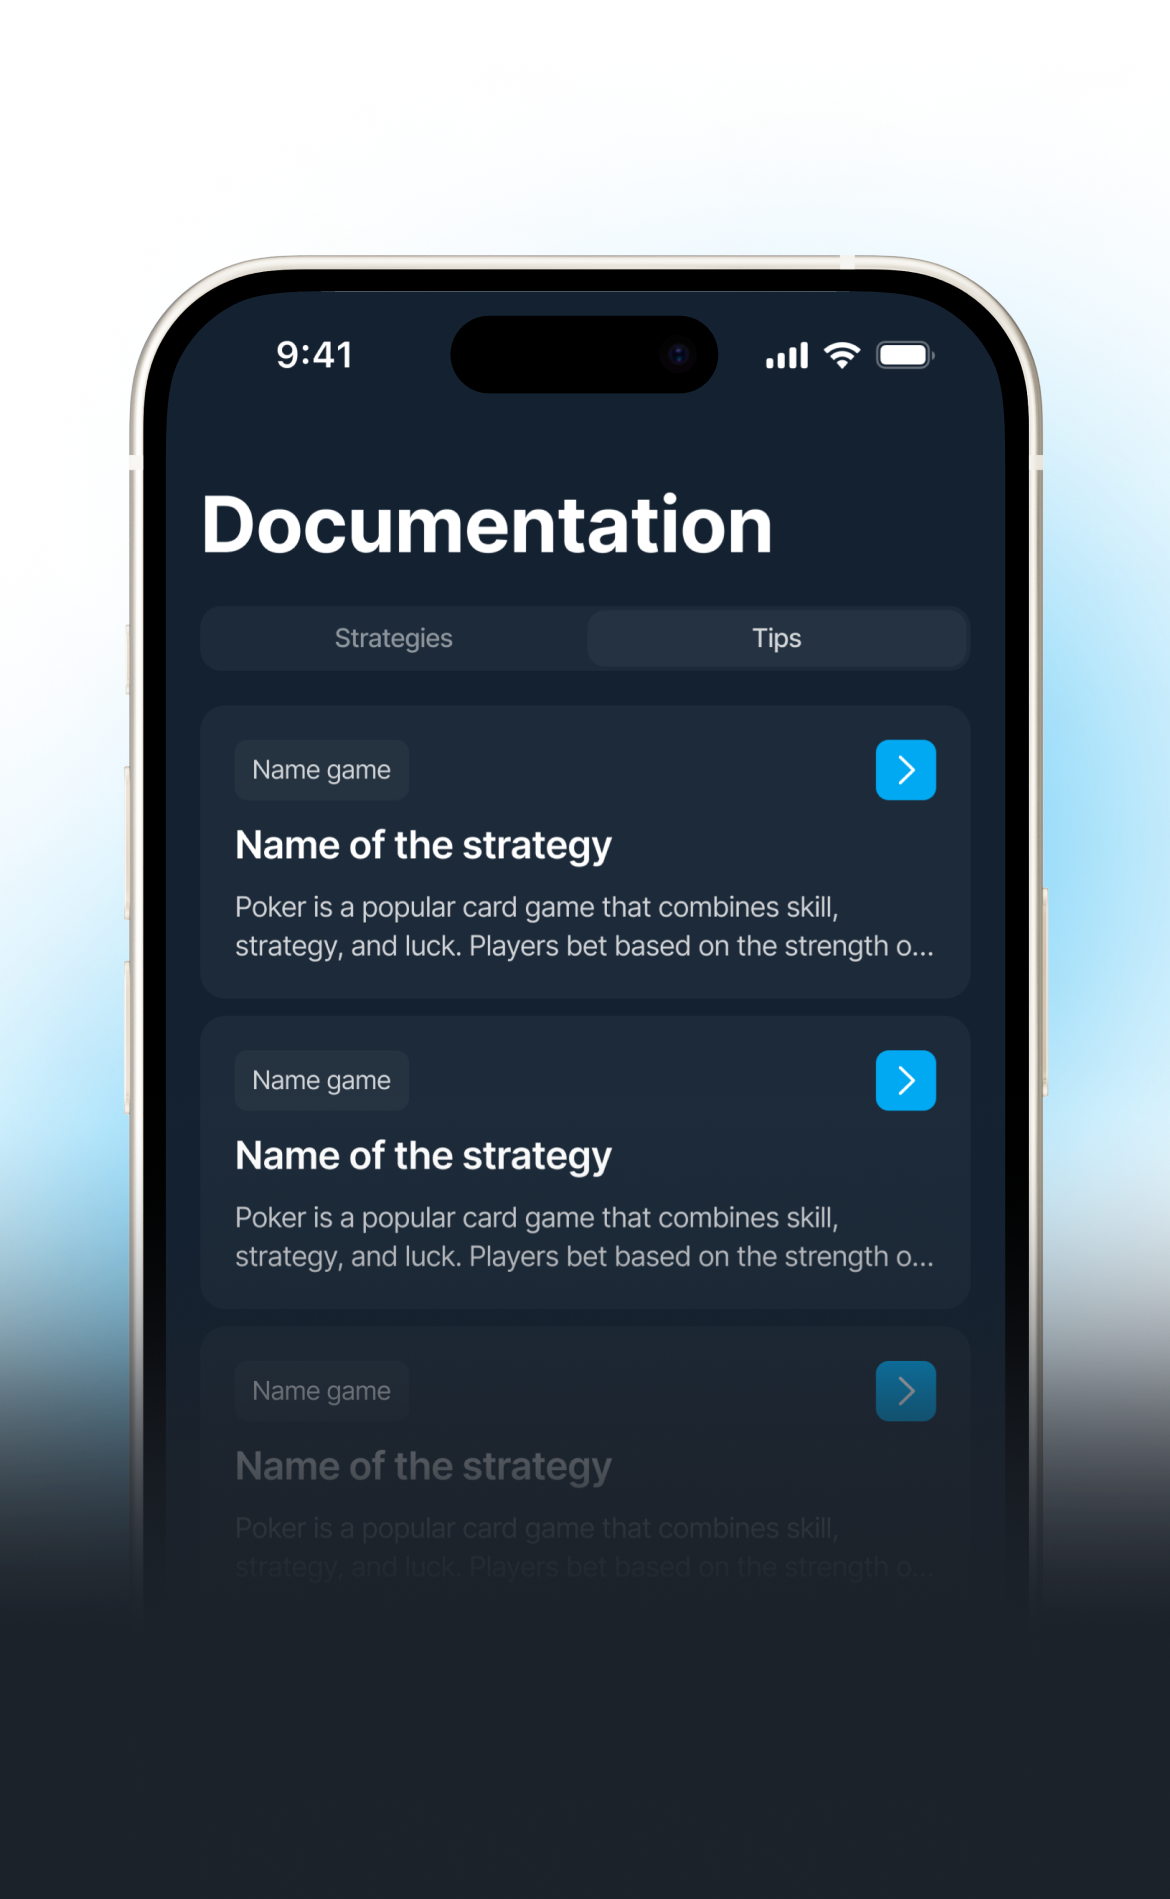 9:41
Documentation
Strategies
Tips
Name game
Name of the strategy
Poker is a popular card game that combines skill,
strategy, and luck. Players bet based on the strength o...
Name game
Name of the strategy
Poker is a popular card game that combines skill,
strategy, and luck. Players bet based on the strength o...
Name game
Name of the strategy
Poker is a popular card game that combines skill,
strategy, and luck. Players bet based on the strength o...